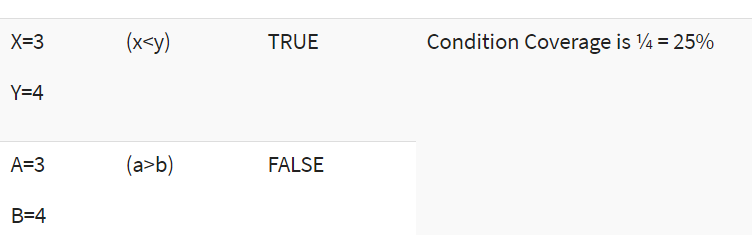 X=3 (x<y) TRUE Condition Coverage is ¼ = 25%
Y=4
A=3 (a>b) FALSE
B=4